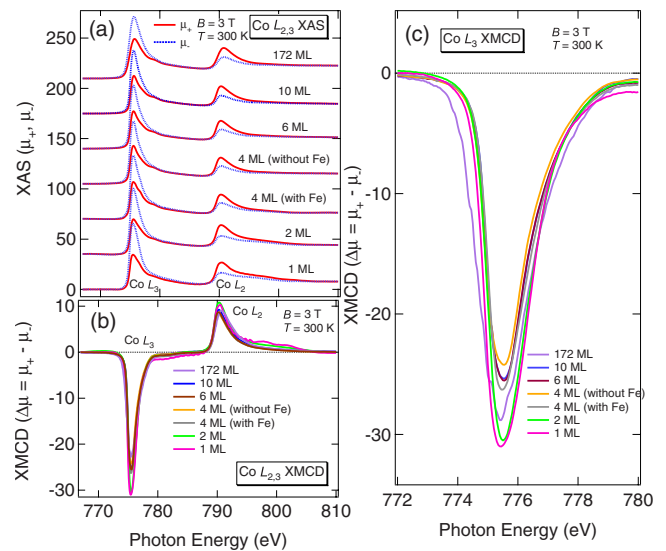 (a)
μ+
μ-
B = 3 T
T = 300 K
Co L2,3 XAS
172 ML
10 ML
6 ML
4 ML (without Fe)
4 ML (with Fe)
2 ML
1 ML
Co L3
Co L2
XAS (μ+, μ-)
250
200
150
100
50
0
(b)
Co L3
Co L2
B = 3 T
T = 300 K
172 ML
10 ML
6 ML
4 ML (without Fe)
4 ML (with Fe)
2 ML
1 ML
Co L2,3 XMCD
XMCD (Δμ = μ+ - μ-)
10
0
-10
-20
-30
770 780 790 800 810
Photon Energy (eV)
(c)
Co L3 XMCD
B = 3 T
T = 300 K
172 ML
10 ML
6 ML
4 ML (without Fe)
4 ML (with Fe)
2 ML
1 ML
XMCD (Δμ = μ+ - μ-)
0
-10
-20
-30
772 774 776 778 780
Photon Energy (eV)